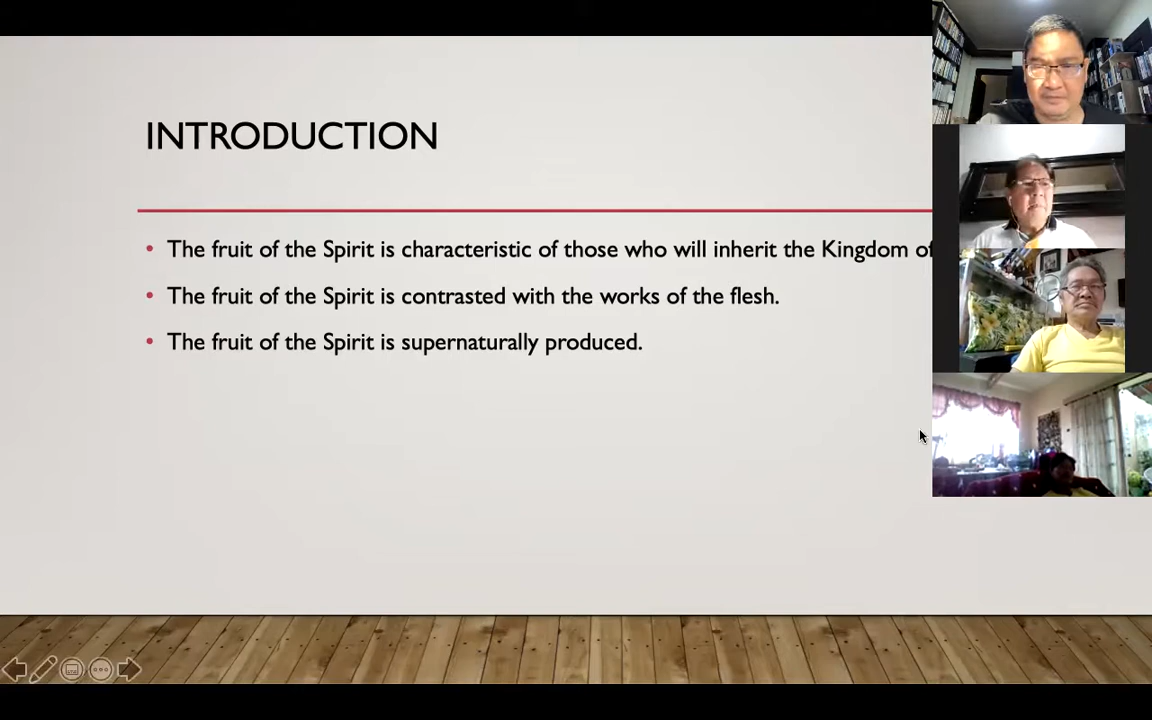 INTRODUCTION
• The fruit of the Spirit is characteristic of those who will inherit the Kingdom of
• The fruit of the Spirit is contrasted with the works of the flesh.
• The fruit of the Spirit is supernaturally produced.